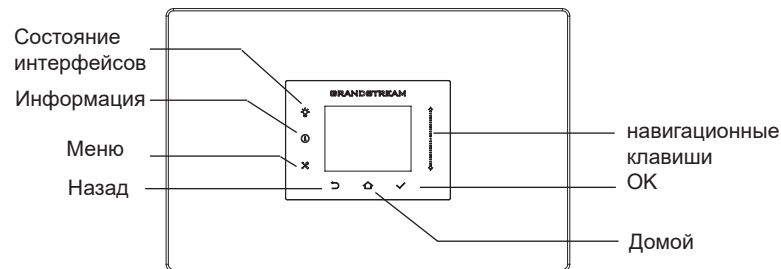 Состояние
интерфейсов
Информация
Меню
Назад
GRANDSTREAM
навигационные
клавиши
OK
Домой